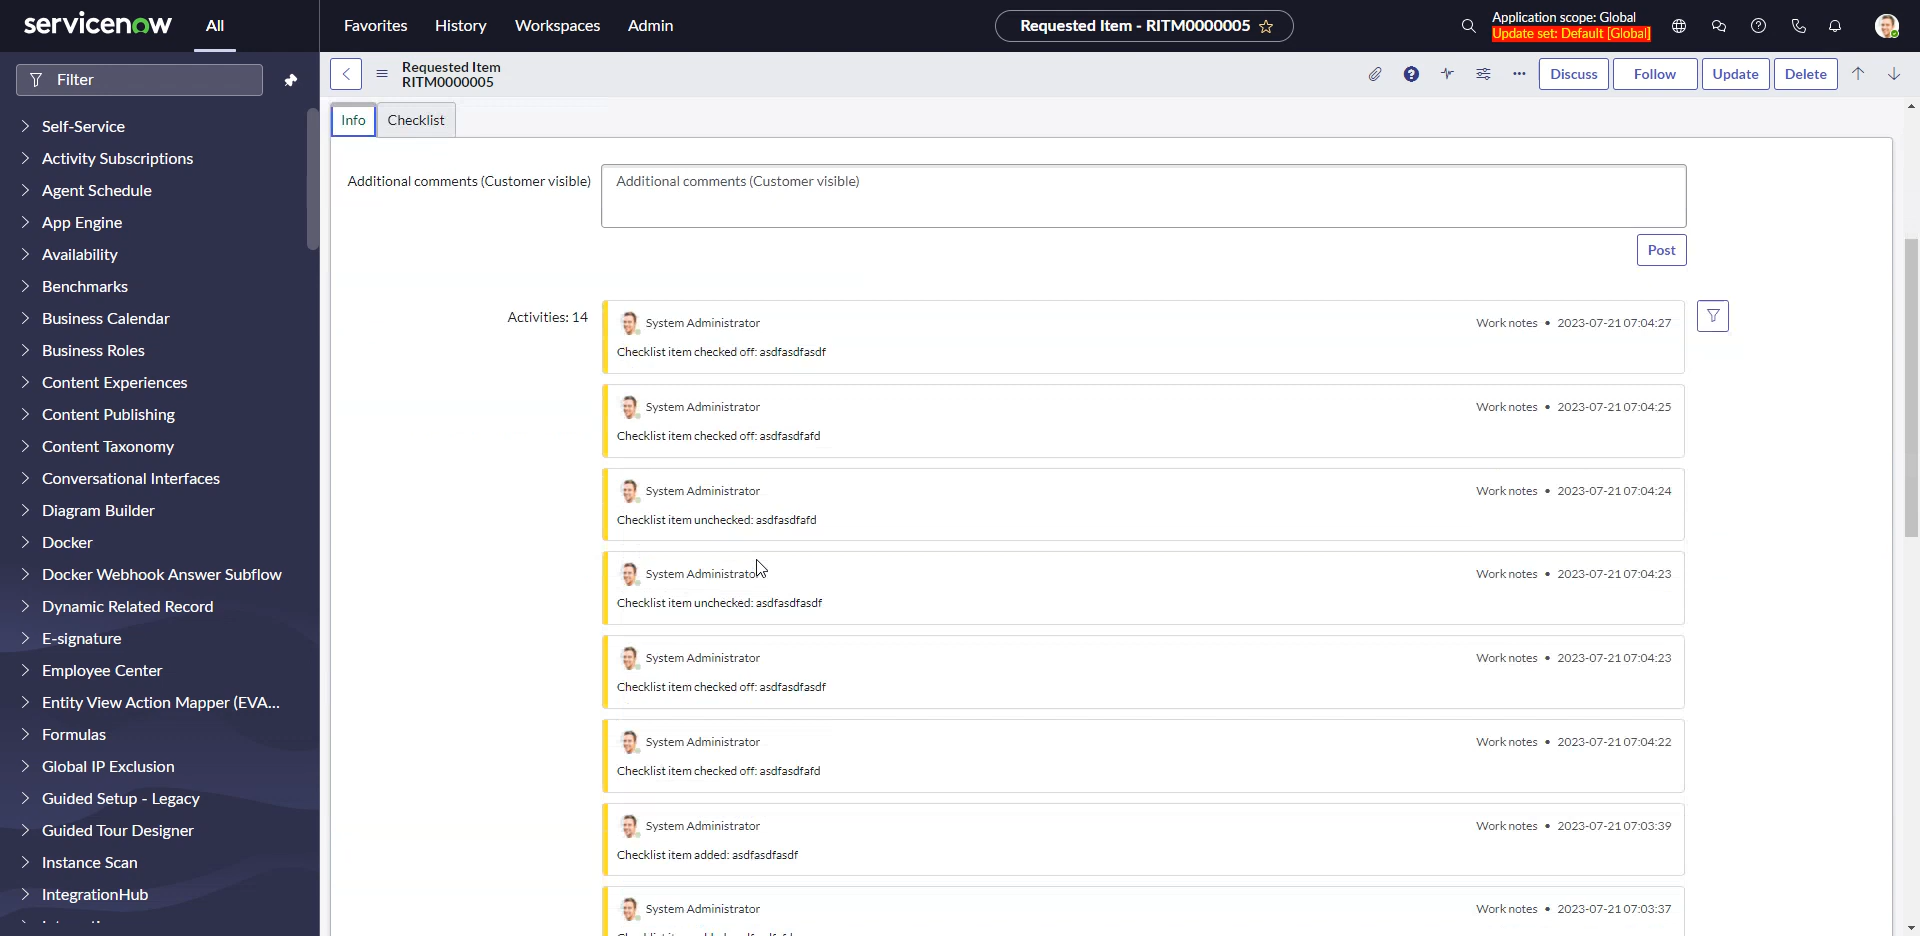 servicenow
All
Favorites
History
Workspaces
Admin
Requested Item - RITM0000005
Application scope: Global
Update set: Default [Global]
Filter
Requested Item
RITM0000005
Discuss
Follow
Update
Delete
Self-Service
Activity Subscriptions
Agent Schedule
App Engine
Availability
Benchmarks
Business Calendar
Business Roles
Content Experiences
Content Publishing
Content Taxonomy
Conversational Interfaces
Diagram Builder
Docker
Docker Webhook Answer Subflow
Dynamic Related Record
E-signature
Employee Center
Entity View Action Mapper (EVA...
Formulas
Global IP Exclusion
Guided Setup - Legacy
Guided Tour Designer
Instance Scan
IntegrationHub
Info
Checklist
Additional comments (Customer visible)
Additional comments (Customer visible)
Post
Activities: 14
System Administrator
Work notes • 2023-07-21 07:04:27
Checklist item checked off: asdfasdfasdf
System Administrator
Work notes • 2023-07-21 07:04:25
Checklist item checked off: asdfasdfafd
System Administrator
Work notes • 2023-07-21 07:04:24
Checklist item unchecked: asdfasdfafd
System Administrator
Work notes • 2023-07-21 07:04:23
Checklist item unchecked: asdfasdfasdf
System Administrator
Work notes • 2023-07-21 07:04:23
Checklist item checked off: asdfasdfasdf
System Administrator
Work notes • 2023-07-21 07:04:22
Checklist item checked off: asdfasdfafd
System Administrator
Work notes • 2023-07-21 07:03:39
Checklist item added: asdfasdfasdf
System Administrator
Work notes • 2023-07-21 07:03:37